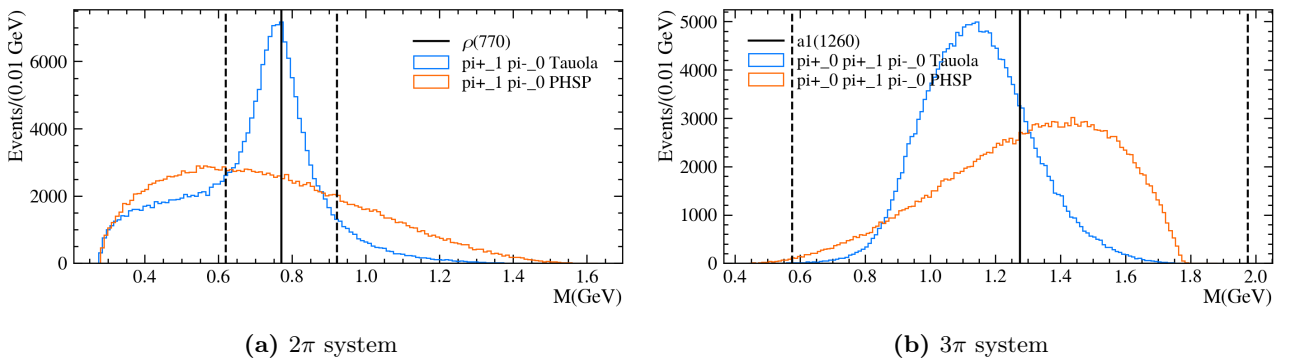 Events/(0.01 GeV)
6000
4000
2000
0
0.4 0.6 0.8 1.0 1.2 1.4 1.6
M(GeV)
ρ(770)
pi+_1 pi-_0 Tauola
pi+_1 pi-_0 PHSP
(a) 2π system
Events/(0.01 GeV)
5000
4000
3000
2000
1000
0
0.4 0.6 0.8 1.0 1.2 1.4 1.6 1.8 2.0
M(GeV)
a1(1260)
pi+_0 pi+_1 pi-_0 Tauola
pi+_0 pi+_1 pi-_0 PHSP
(b) 3π system